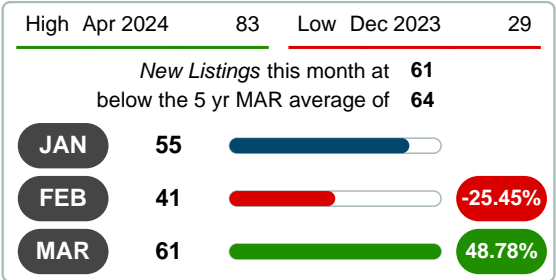 High Apr 2024 83 Low Dec 2023 29
New Listings this month at 61
below the 5 yr MAR average of 64
JAN 55
FEB 41 -25.45%
MAR 61 48.78%